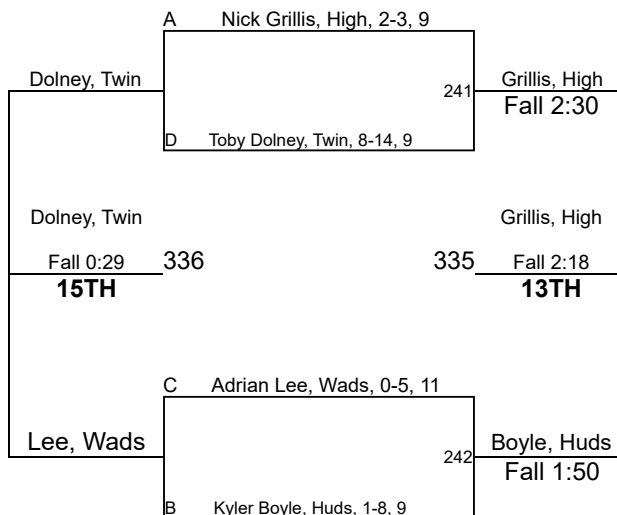 A Nick Grillis, High, 2-3, 9
Dolney, Twin 241 Grillis, High
Fall 2:30
D Toby Dolney, Twin, 8-14, 9
Dolney, Twin Grillis, High
Fall 0:29 336 335 Fall 2:18
15TH 13TH
C Adrian Lee, Wads, 0-5, 11
Lee, Wads 242 Boyle, Huds
Fall 1:50
B Kyler Boyle, Huds, 1-8, 9